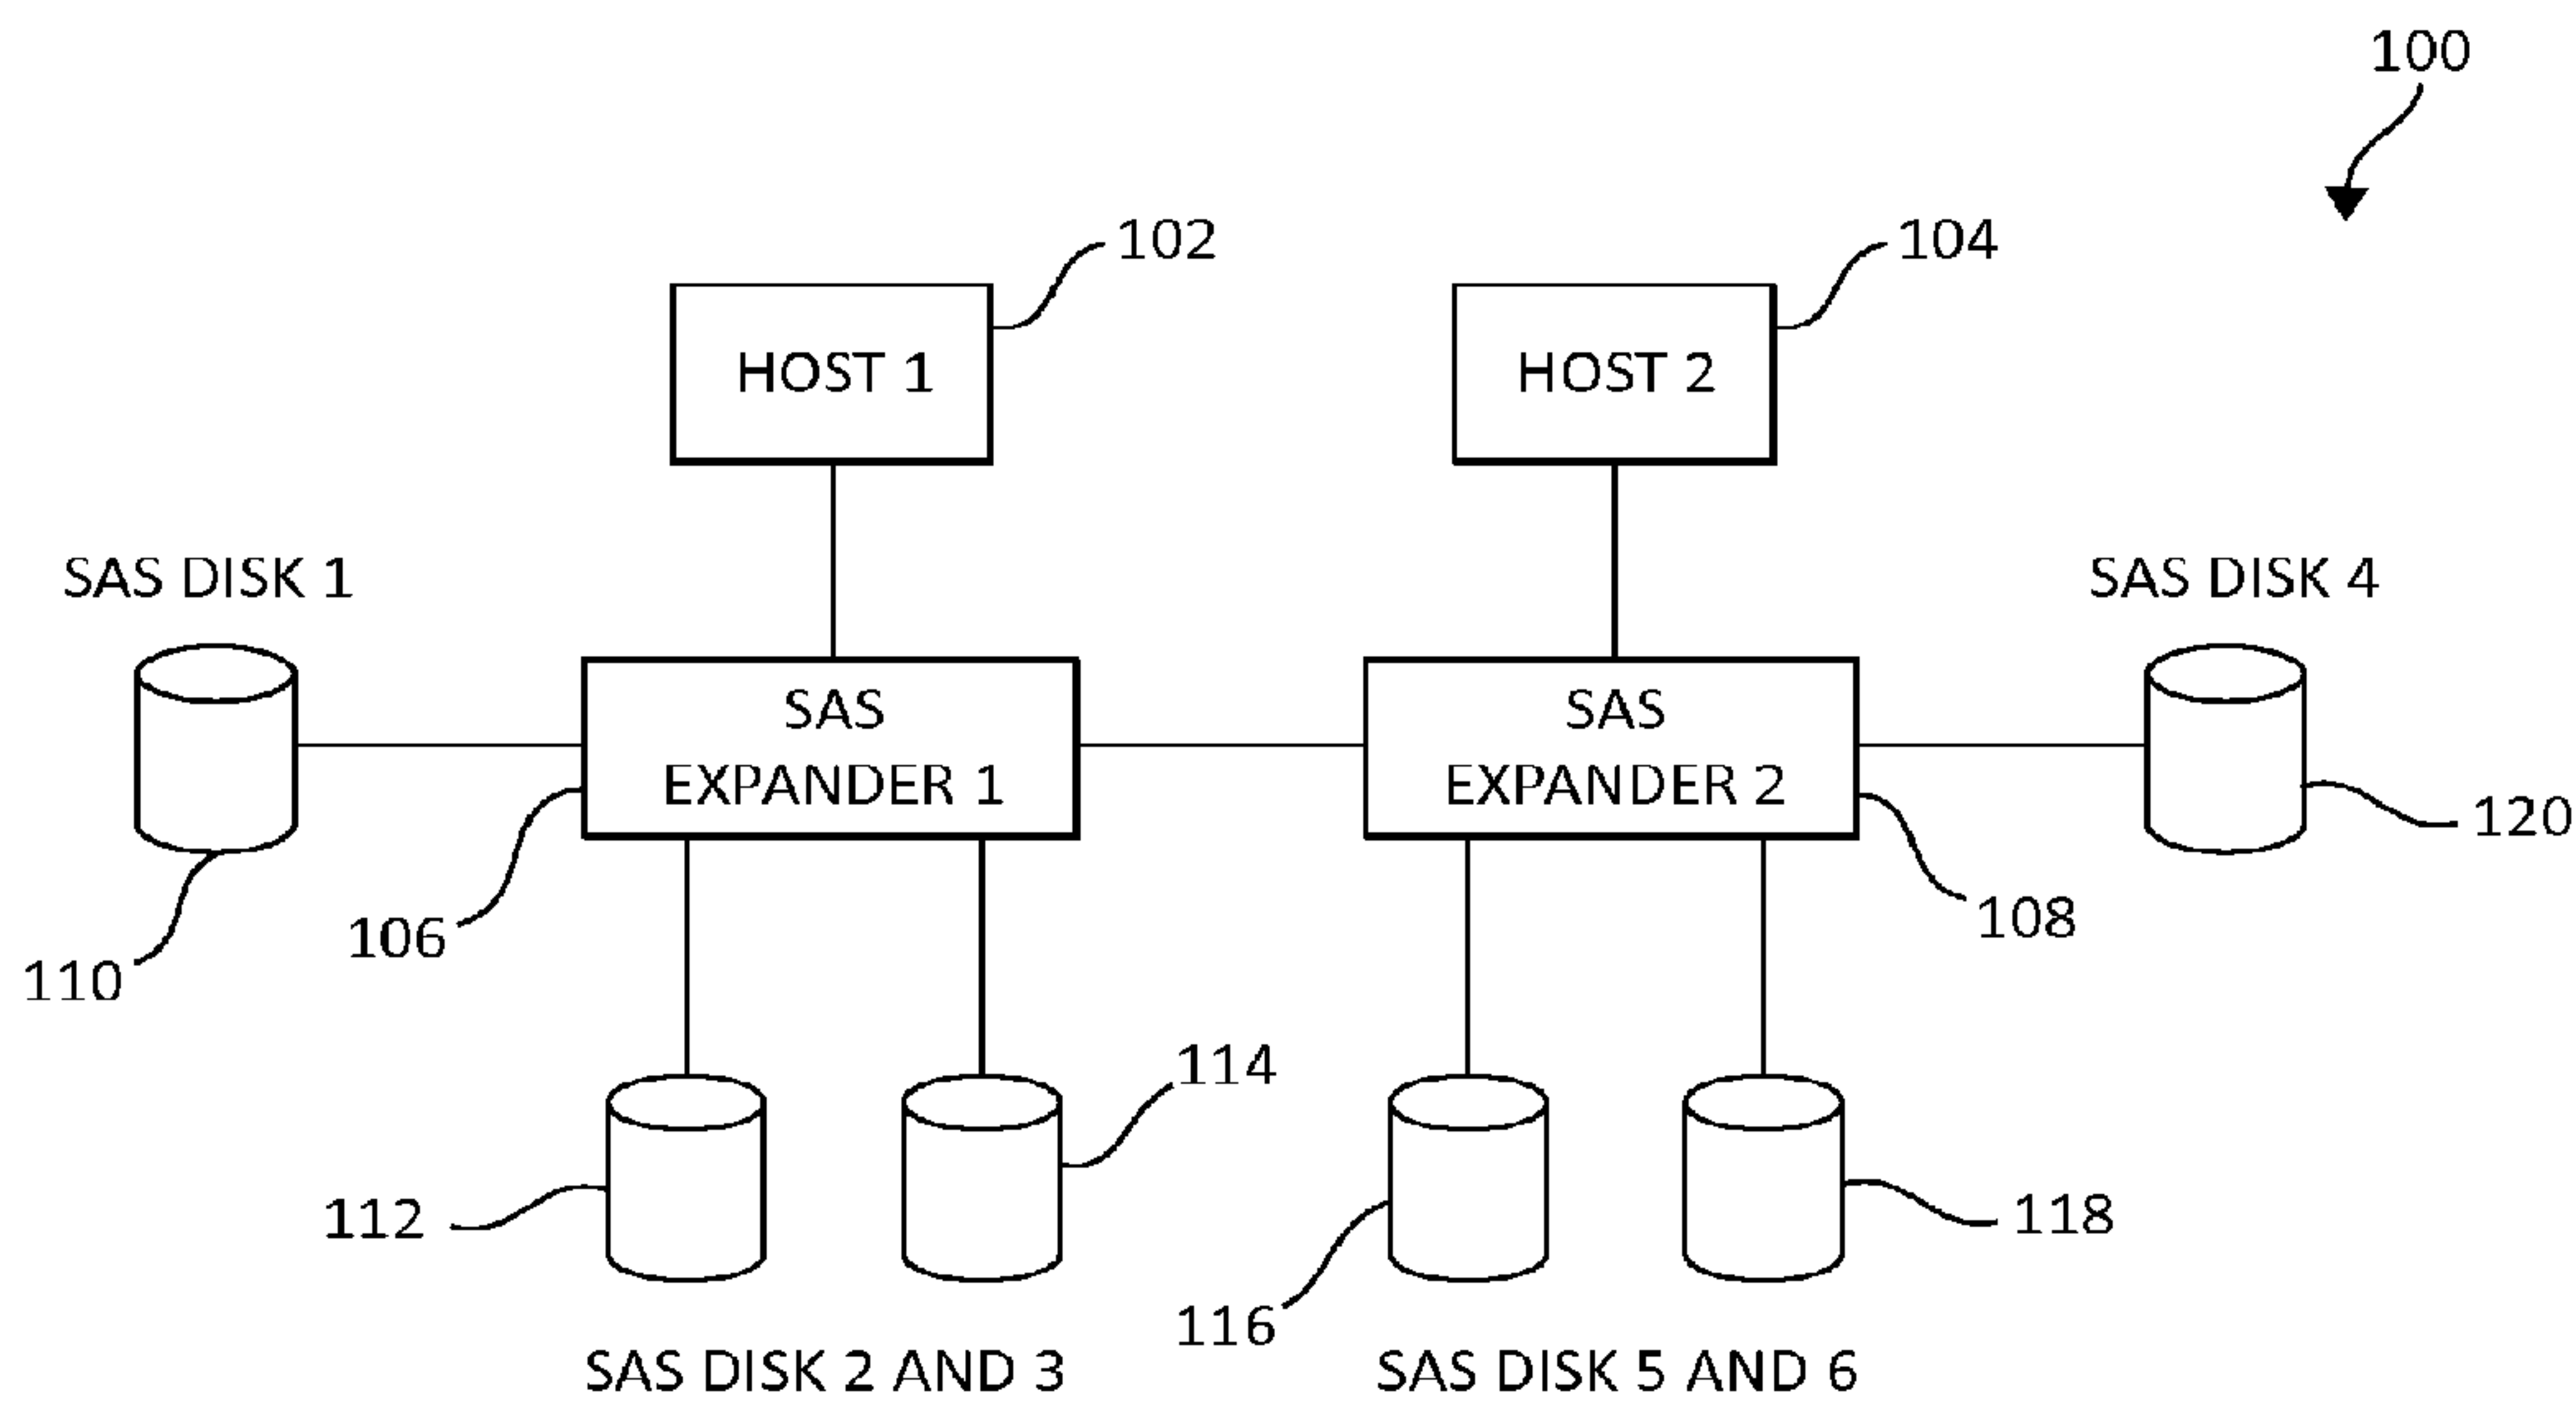 100
102
104
HOST 1
HOST 2
SAS DISK 1
SAS DISK 4
SAS
EXPANDER 1
SAS
EXPANDER 2
120
106
108
110
114
112
118
116
SAS DISK 2 AND 3
SAS DISK 5 AND 6